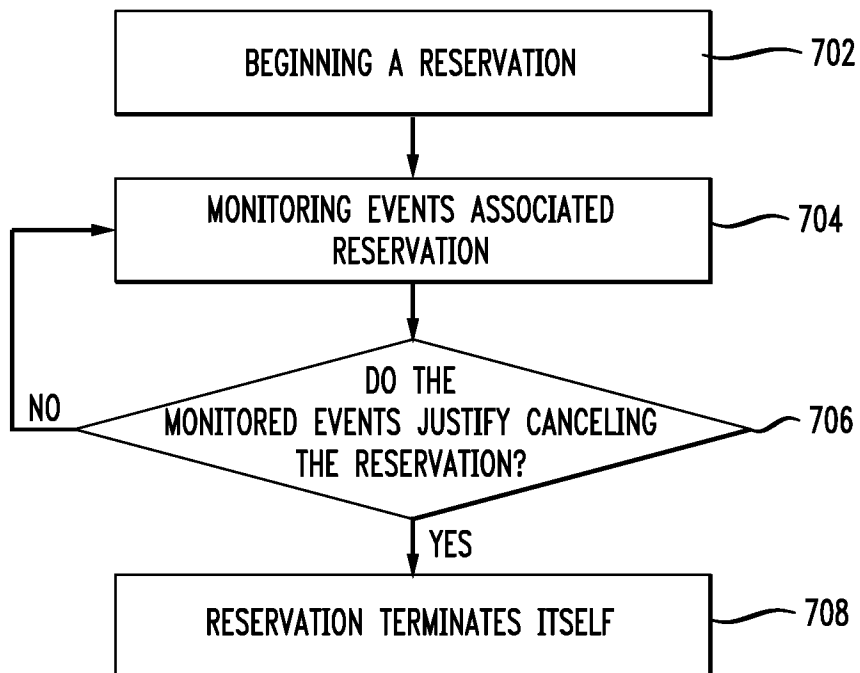 BEGINNING A RESERVATION
702
MONITORING EVENTS ASSOCIATED
RESERVATION
704
DO THE
MONITORED EVENTS JUSTIFY CANCELING
THE RESERVATION?
706
NO
YES
RESERVATION TERMINATES ITSELF
708